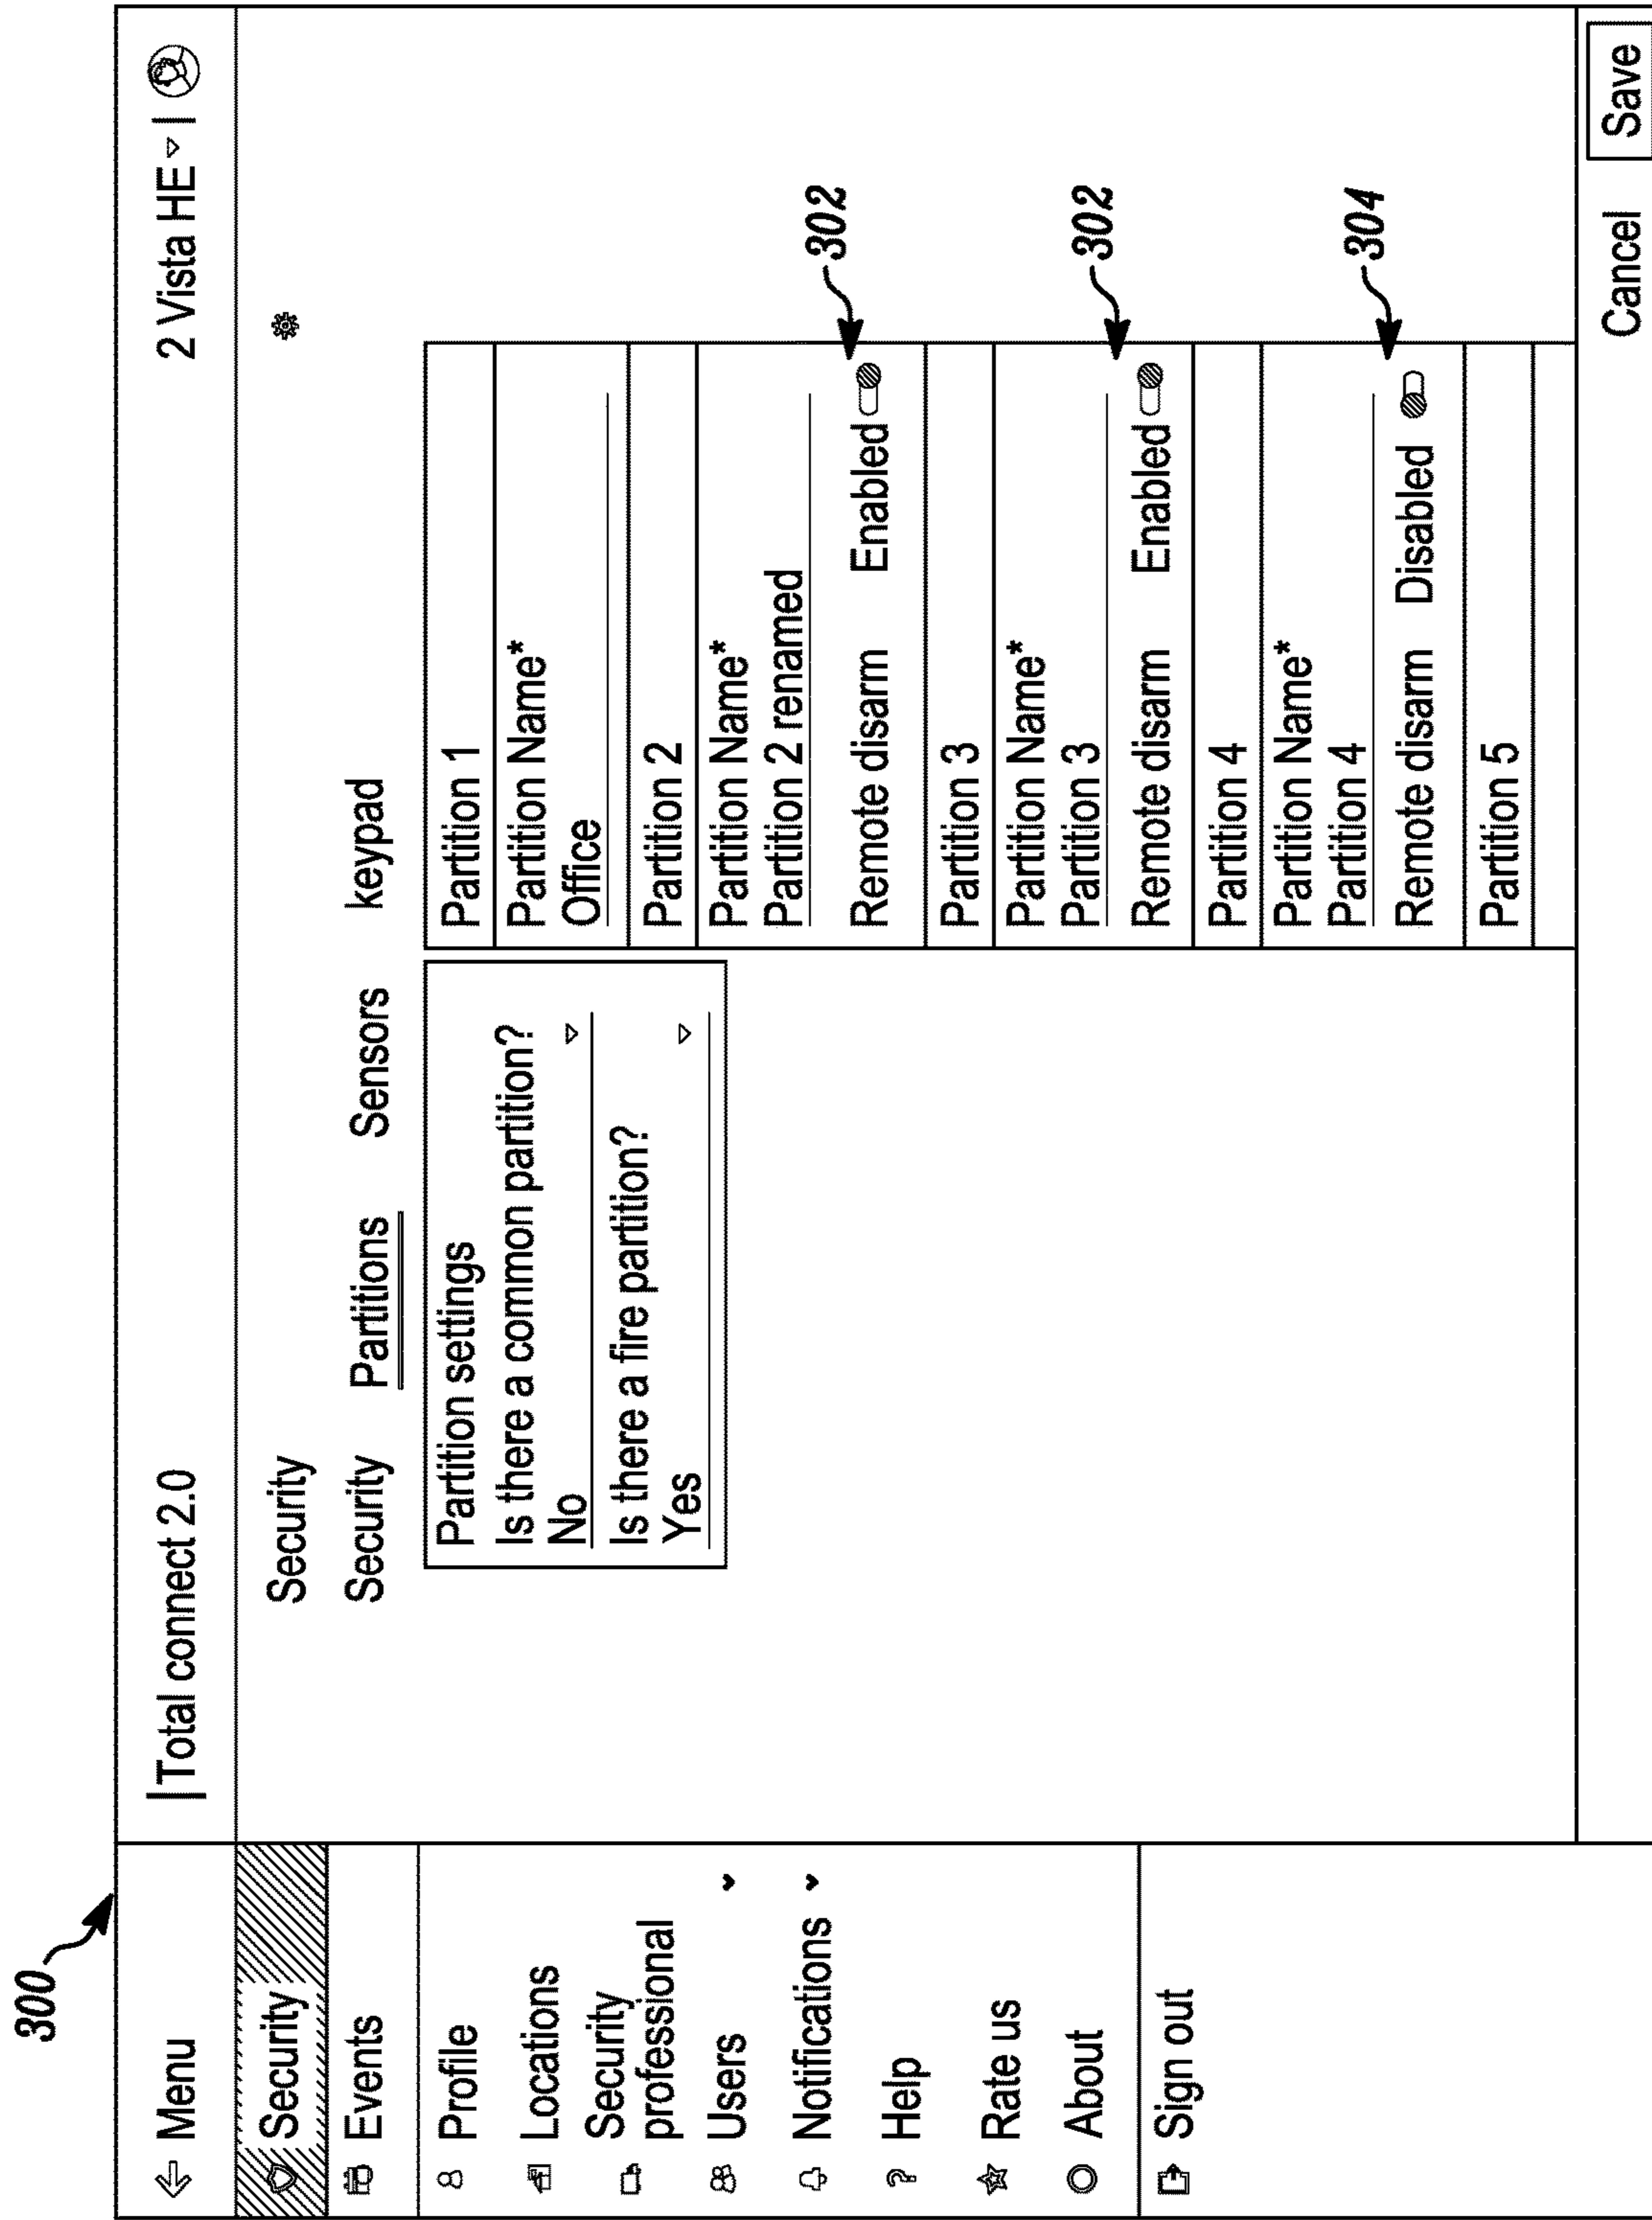 300
Menu
Security
Events
Profile
Locations
Security
professional
Users
Notifications
Help
Rate us
About
Sign out
Total connect 2.0
2 Vista HE
Security
Security Partitions Sensors keypad
Partition settings
Is there a common partition?
No
Is there a fire partition?
Yes
Partition 1
Partition Name*
Office
Partition 2
Partition Name*
Partition 2 renamed
Remote disarm Enabled
302
Partition 3
Partition Name*
Partition 3
Remote disarm Enabled
302
Partition 4
Partition Name*
Partition 4
Remote disarm Disabled
304
Partition 5
Cancel Save